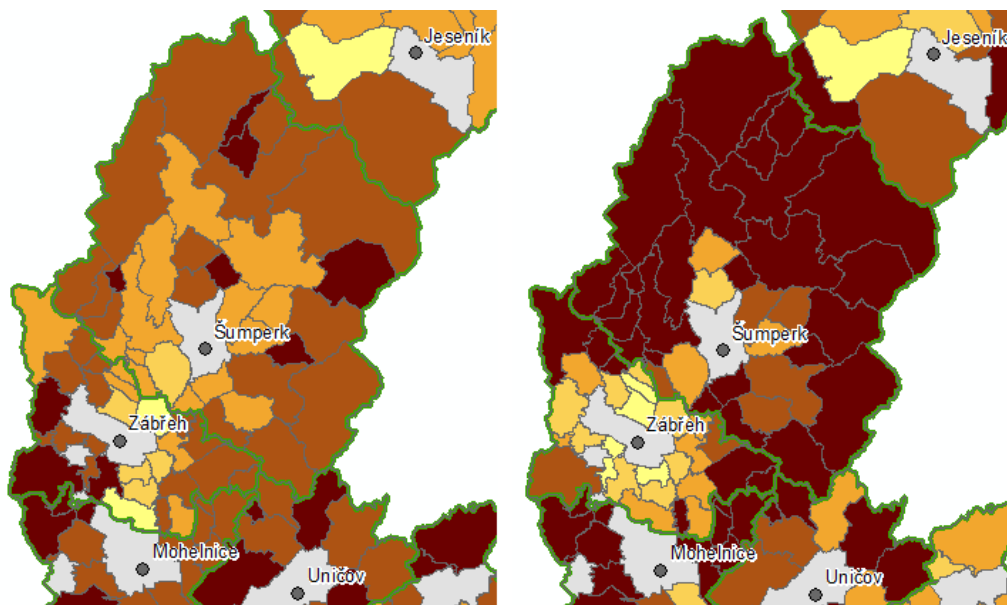 Jeseník
Šumperk
Zábřeh
Mohelnice
Uničov
Jeseník
Šumperk
Zábřeh
Mohelnice
Uničov